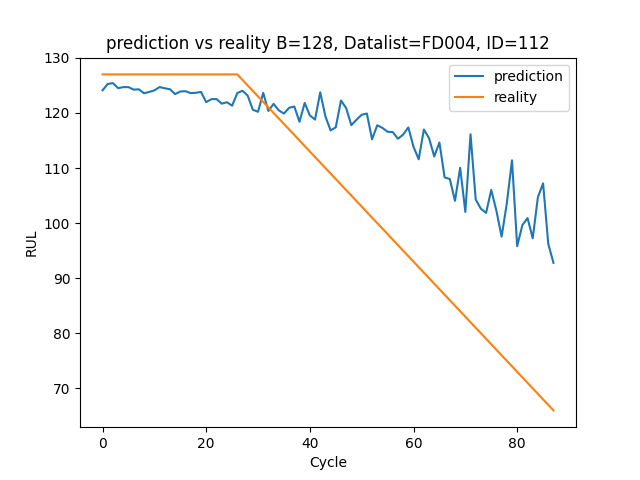 prediction vs reality B=128, Datalist=FD004, ID=112
prediction
reality
RUL
130
120
110
100
90
80
70
0 20 40 60 80
Cycle